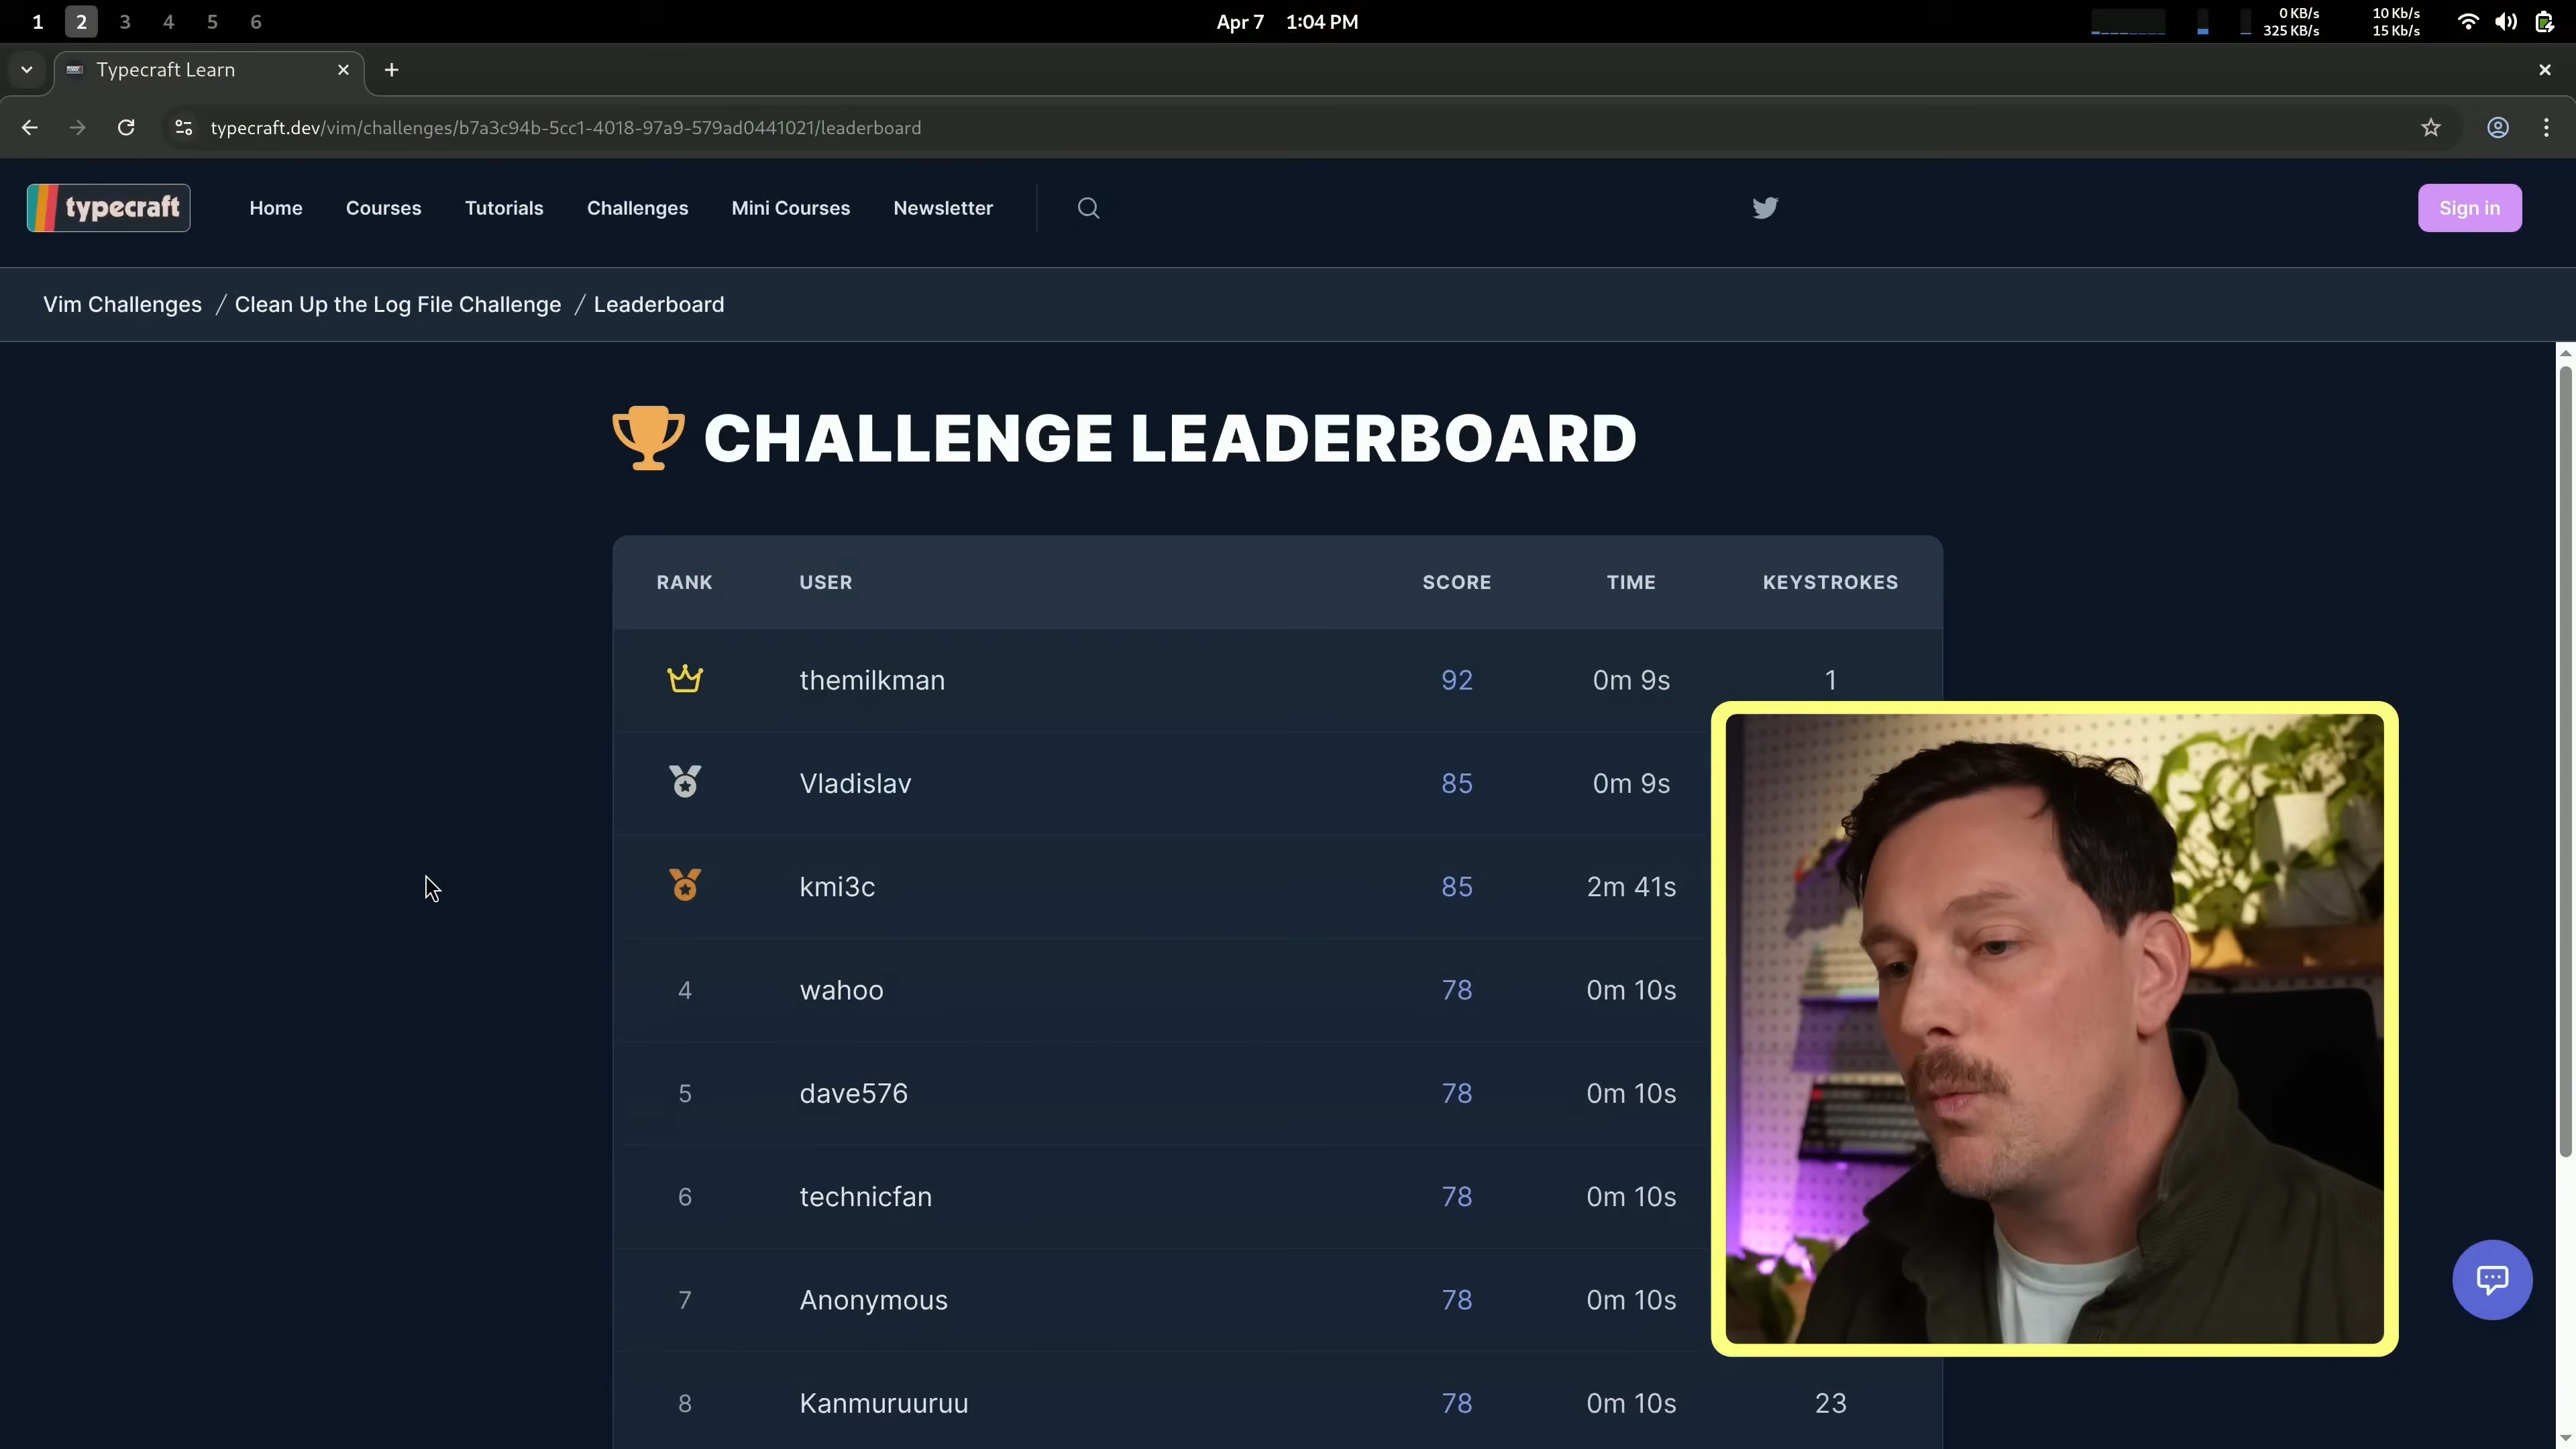 1 2 3 4 5 6
Apr 7 1:04 PM
0 KB/s
325 KB/s
10 Kb/s
15 Kb/s
Typecraft Learn
typecraft.dev/vim/challenges/b7a3c94b-5cc1-4018-97a9-579ad0441021/leaderboard
typecraft Home Courses Tutorials Challenges Mini Courses Newsletter Sign in
Vim Challenges / Clean Up the Log File Challenge / Leaderboard
CHALLENGE LEADERBOARD
RANK USER SCORE TIME KEYSTROKES
themilkman 92 0m 9s 1
Vladislav 85 0m 9s
kmi3c 85 2m 41s
4 wahoo 78 0m 10s
5 dave576 78 0m 10s
6 technicfan 78 0m 10s
7 Anonymous 78 0m 10s
8 Kanmuruuruu 78 0m 10s 23